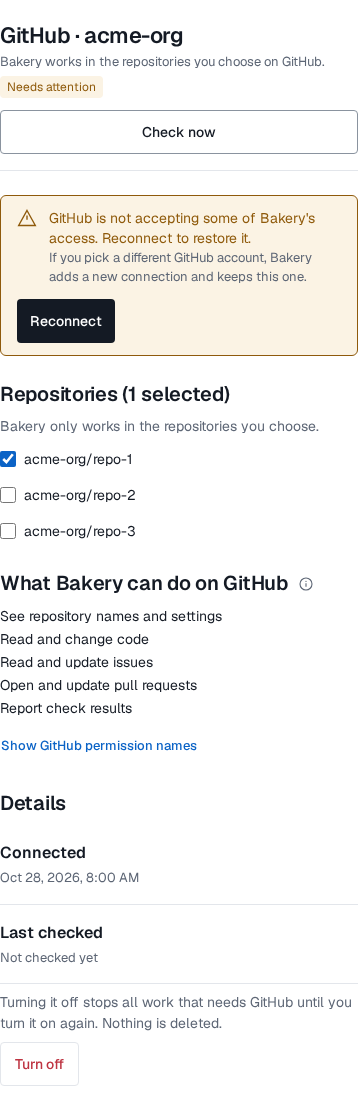 GitHub · acme-org
Bakery works in the repositories you choose on GitHub.
Needs attention
Check now
GitHub is not accepting some of Bakery's
access. Reconnect to restore it.
If you pick a different GitHub account, Bakery
adds a new connection and keeps this one.
Reconnect
Repositories (1 selected)
Bakery only works in the repositories you choose.
acme-org/repo-1
acme-org/repo-2
acme-org/repo-3
What Bakery can do on GitHub
See repository names and settings
Read and change code
Read and update issues
Open and update pull requests
Report check results
Show GitHub permission names
Details
Connected
Oct 28, 2026, 8:00 AM
Last checked
Not checked yet
Turning it off stops all work that needs GitHub until you
turn it on again. Nothing is deleted.
Turn off